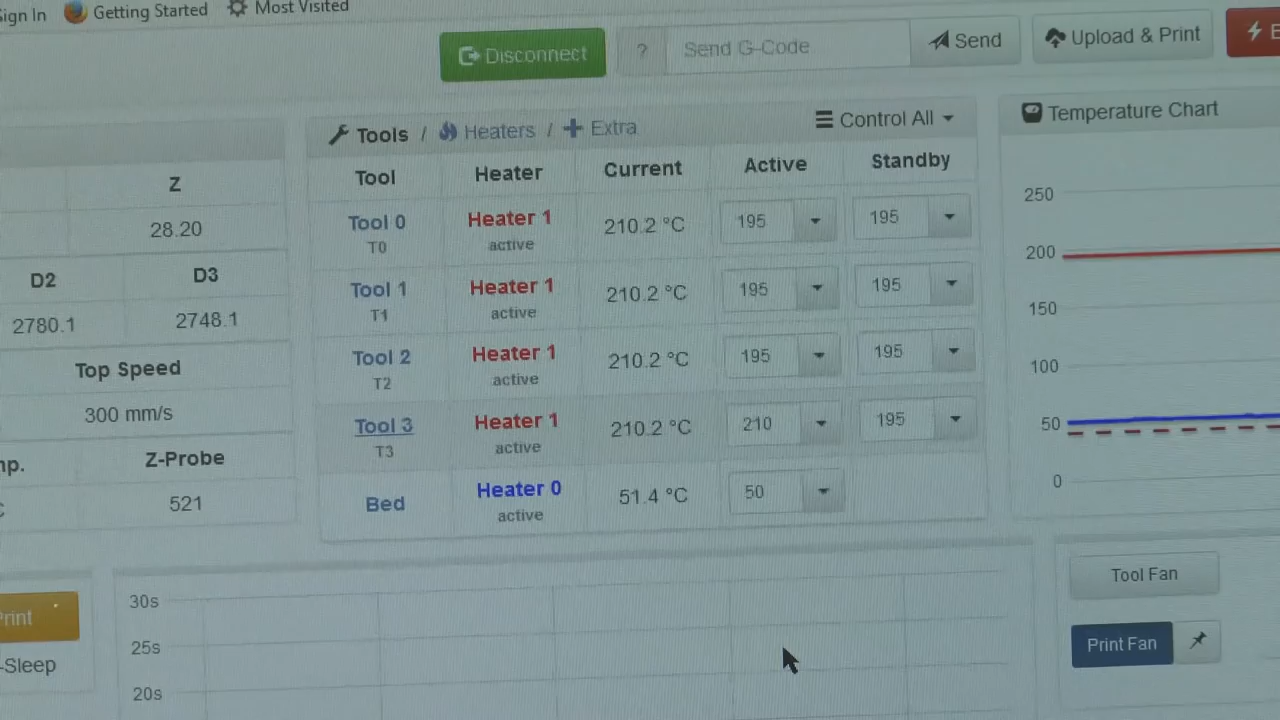 Sign In Getting Started Most Visited
Disconnect ? Send G-Code Send Upload & Print
Tools / Heaters / + Extra Control All Temperature Chart
Z Tool Heater Current Active Standby
28.20
Tool 0 Heater 1 210.2 °C 195 195
T0 active
D2 D3
2780.1 2748.1
Tool 1 Heater 1 210.2 °C 195 195
T1 active
Top Speed
300 mm/s
Tool 2 Heater 1 210.2 °C 195 195
T2 active
Z-Probe
521
Tool 3 Heater 1 210.2 °C 210 195
T3 active
Bed Heater 0 51.4 °C 50
active
250
200
150
100
50
0
Print
-Sleep
30s
25s
20s
Tool Fan
Print Fan